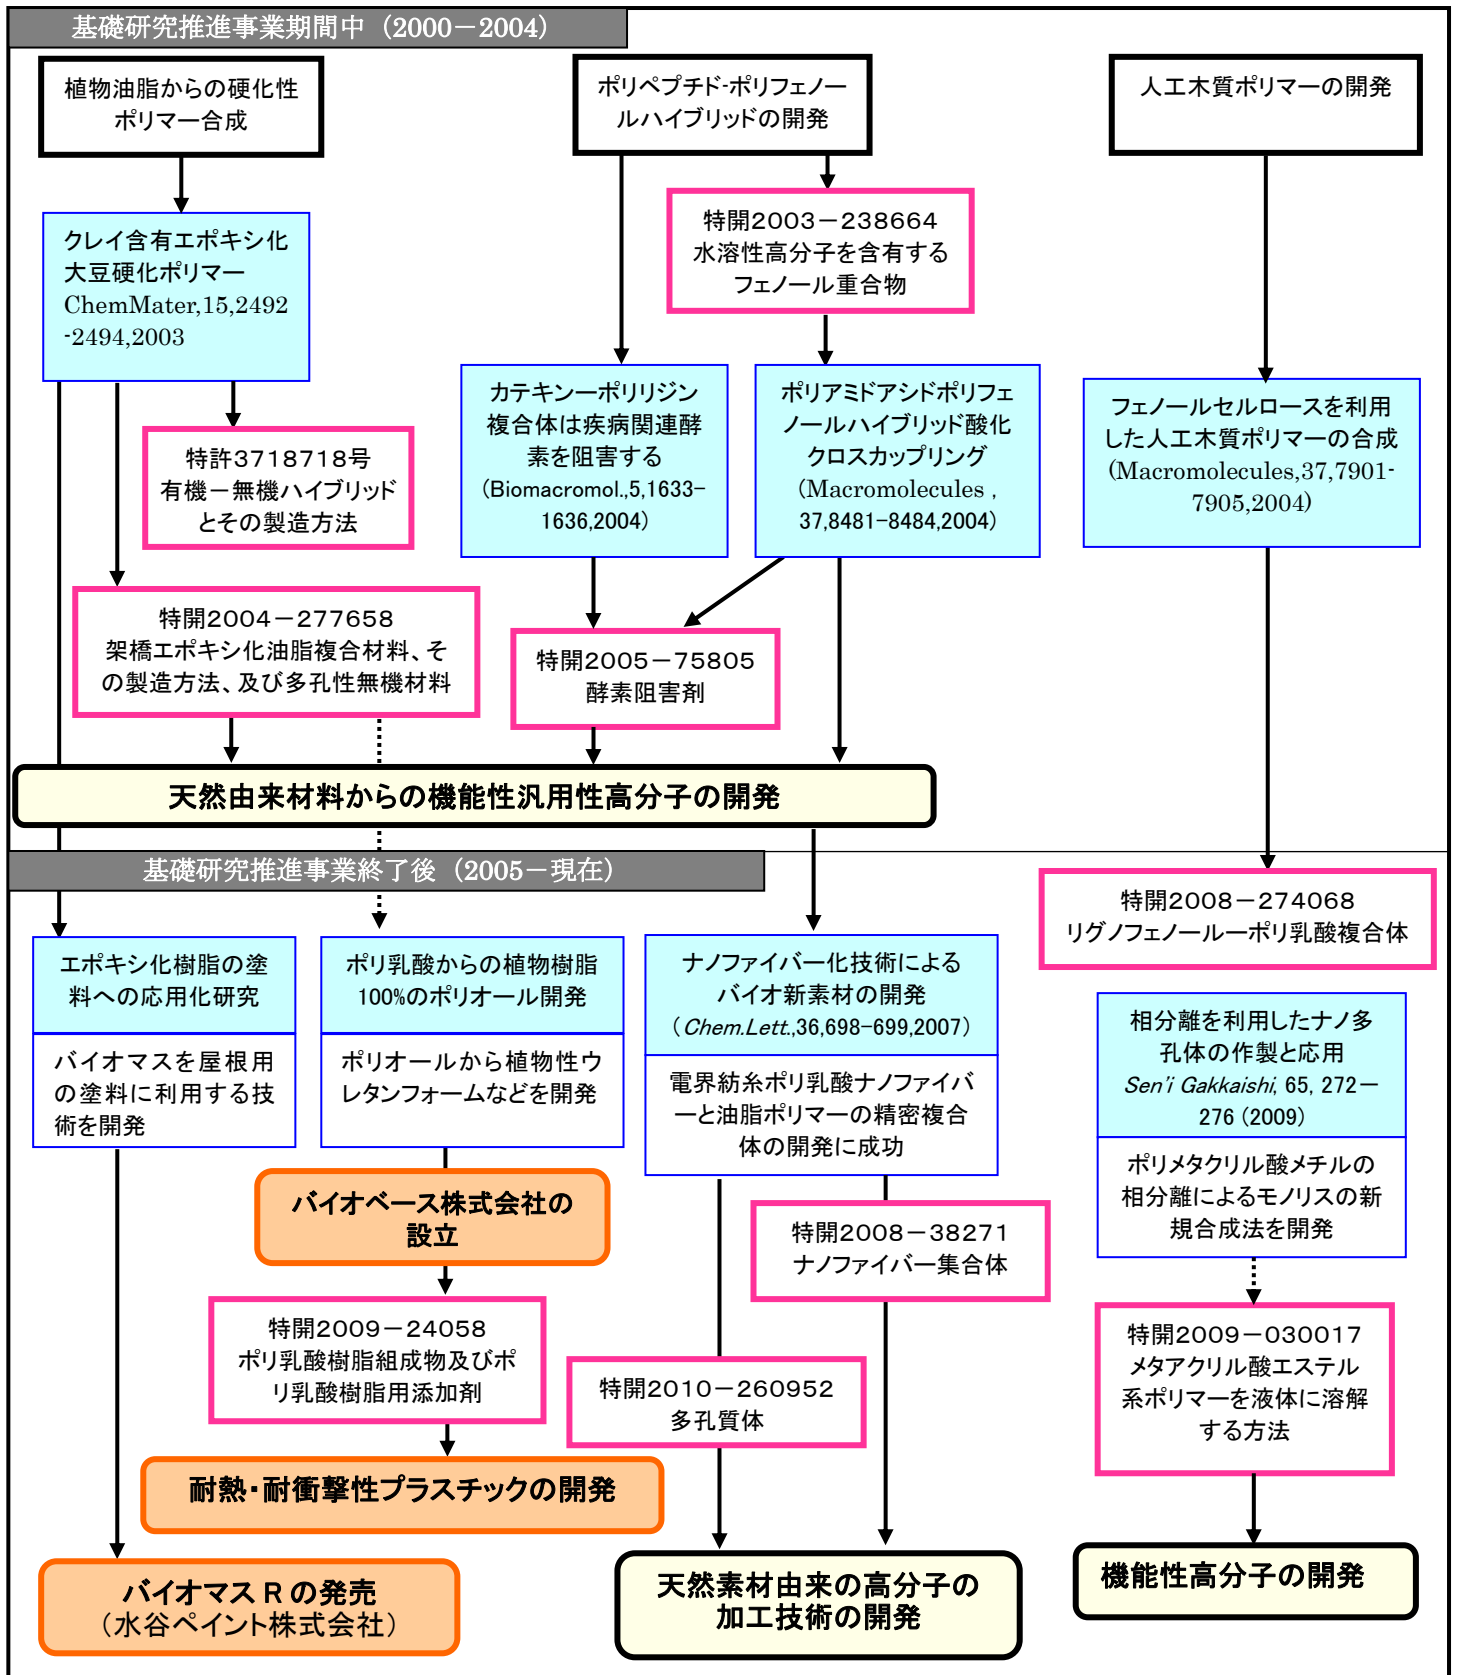 基礎研究推進事業期間中（2000－2004）
植物油脂からの硬化性
ポリマー合成
ポリペプチド-ポリフェノー
ルハイブリッドの開発
人工木質ポリマーの開発
クレイ含有エポキシ化
大豆硬化ポリマー
ChemMater,15,2492
-2494,2003
特開2003－238664
水溶性高分子を含有する
フェノール重合物
特許3718718号
有機－無機ハイブリッド
とその製造方法
カテキンーポリリジン
複合体は疾病関連酵
素を阻害する
(Biomacromol.,5,1633-
1636,2004)
ポリアミドアシドポリフェ
ノールハイブリッド酸化
クロスカップリング
(Macromolecules ,
37,8481-8484,2004)
フェノールセルロースを利用
した人工木質ポリマーの合成
(Macromolecules,37,7901-
7905,2004)
特開2004－277658
架橋エポキシ化油脂複合材料、そ
の製造方法、及び多孔性無機材料
特開2005－75805
酵素阻害剤
天然由来材料からの機能性汎用性高分子の開発
基礎研究推進事業終了後（2005－現在）
特開2008－274068
リグノフェノールーポリ乳酸複合体
エポキシ化樹脂の塗
料への応用化研究
バイオマスを屋根用
の塗料に利用する技
術を開発
ポリ乳酸からの植物樹脂
100%のポリオール開発
ポリオールから植物性ウ
レタンフォームなどを開発
ナノファイバー化技術による
バイオ新素材の開発
（Chem.Lett.,36,698-699,2007）
電界紡糸ポリ乳酸ナノファイバ
ーと油脂ポリマーの精密複合
体の開発に成功
相分離を利用したナノ多
孔体の作製と応用
Sen'i Gakkaishi, 65, 272－
276 (2009)
ポリメタクリル酸メチルの
相分離によるモノリスの新
規合成法を開発
バイオベース株式会社の
設立
特開2008－38271
ナノファイバー集合体
特開2009－24058
ポリ乳酸樹脂組成物及びポ
リ乳酸樹脂用添加剤
特開2010－260952
多孔質体
特開2009－030017
メタアクリル酸エステル
系ポリマーを液体に溶解
する方法
耐熱・耐衝撃性プラスチックの開発
バイオマス R の発売
（水谷ペイント株式会社）
天然素材由来の高分子の
加工技術の開発
機能性高分子の開発